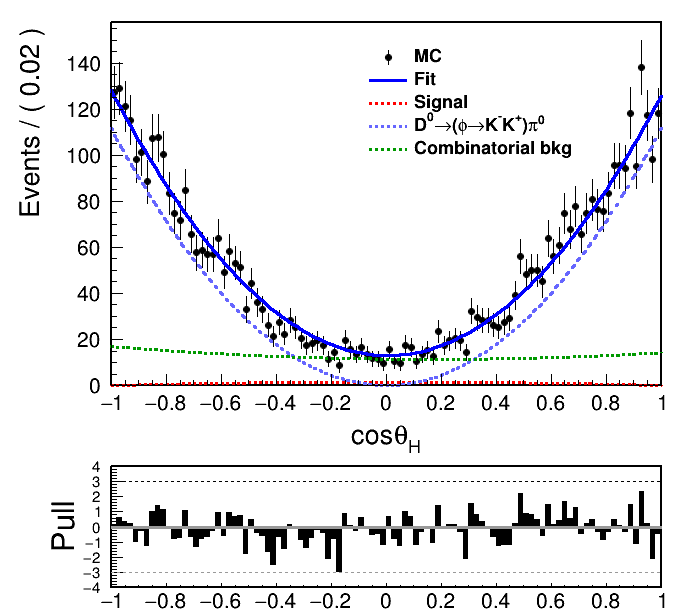 Events / ( 0.02 )
140
120
100
80
60
40
20
0
MC
Fit
Signal
D⁰→(ϕ→K⁻K⁺)π⁰
Combinatorial bkg
−1 −0.8 −0.6 −0.4 −0.2 0 0.2 0.4 0.6 0.8 1
cosθ_H
Pull
4
3
2
1
0
−1
−2
−3
−4
−1 −0.8 −0.6 −0.4 −0.2 0 0.2 0.4 0.6 0.8 1